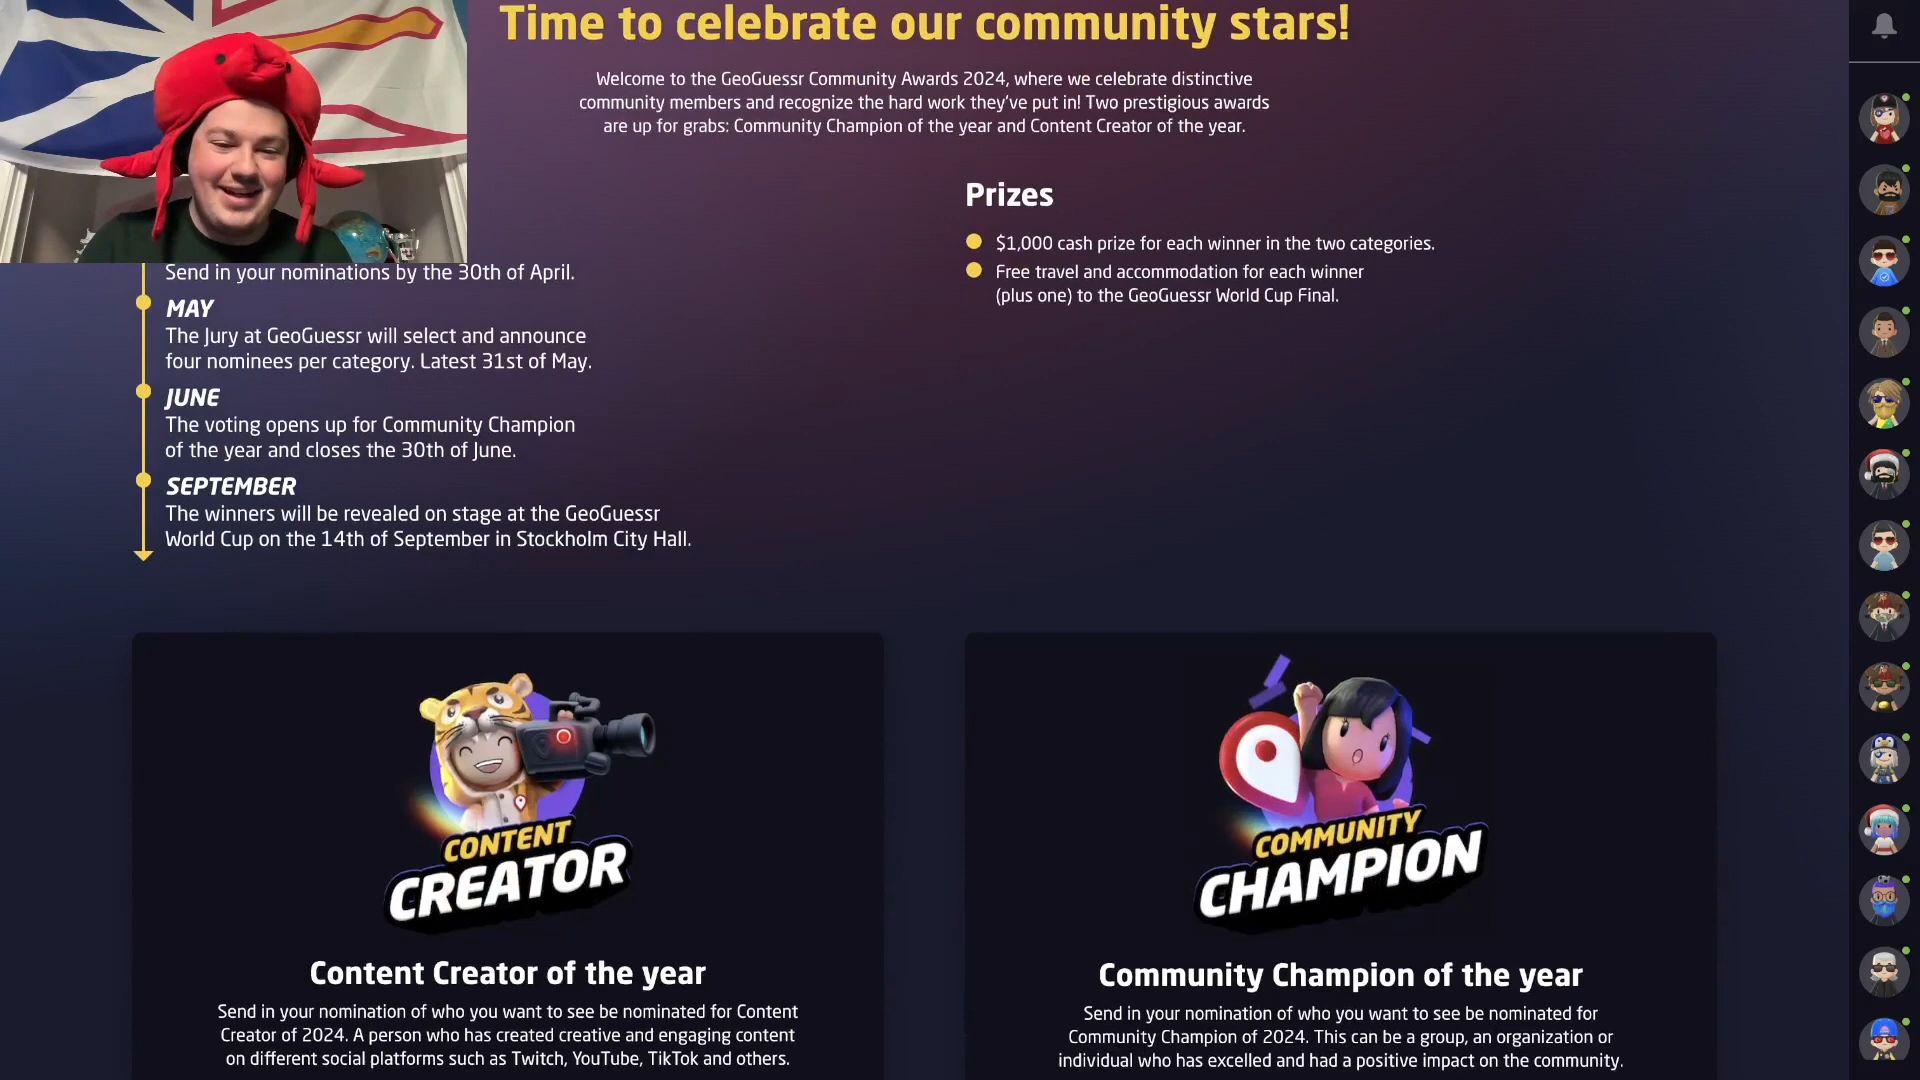 Time to celebrate our community stars!
Welcome to the GeoGuessr Community Awards 2024, where we celebrate distinctive
community members and recognize the hard work they've put in! Two prestigious awards
are up for grabs: Community Champion of the year and Content Creator of the year.
Send in your nominations by the 30th of April.
MAY
The Jury at GeoGuessr will select and announce
four nominees per category. Latest 31st of May.
JUNE
The voting opens up for Community Champion
of the year and closes the 30th of June.
SEPTEMBER
The winners will be revealed on stage at the GeoGuessr
World Cup on the 14th of September in Stockholm City Hall.
Prizes
$1,000 cash prize for each winner in the two categories.
Free travel and accommodation for each winner
(plus one) to the GeoGuessr World Cup Final.
CONTENT
CREATOR
Content Creator of the year
Send in your nomination of who you want to see be nominated for Content
Creator of 2024. A person who has created creative and engaging content
on different social platforms such as Twitch, YouTube, TikTok and others.
COMMUNITY
CHAMPION
Community Champion of the year
Send in your nomination of who you want to see be nominated for
Community Champion of 2024. This can be a group, an organization or
individual who has excelled and had a positive impact on the community.